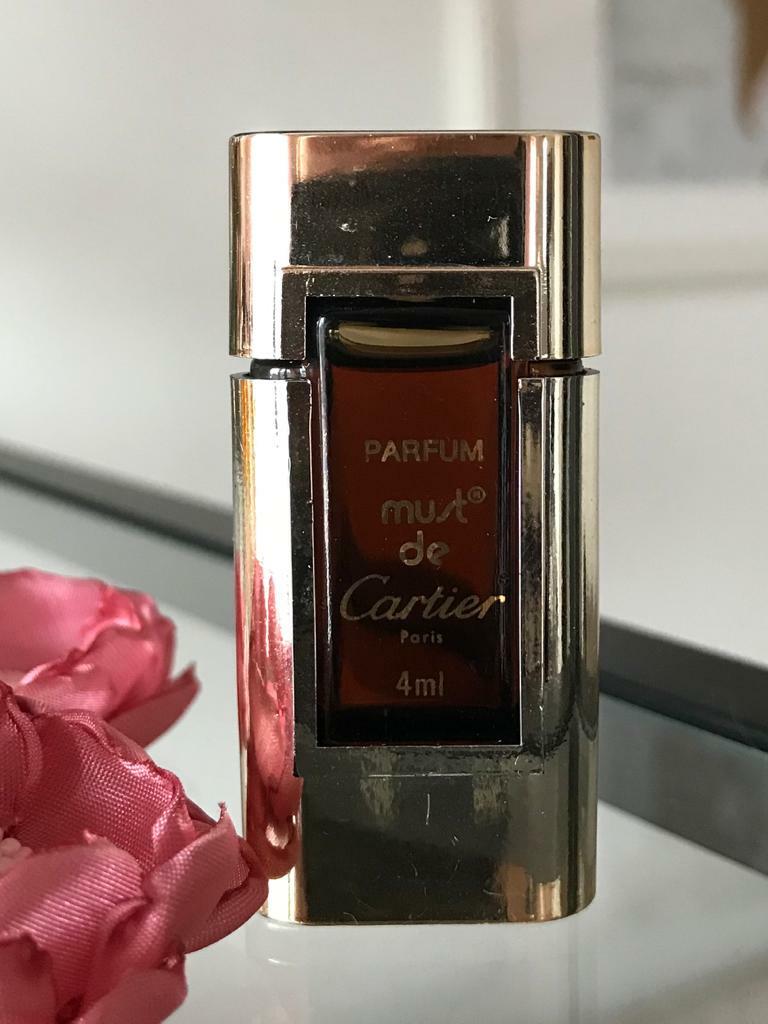 PARFUM
must®
de
Cartier
Paris
4ml